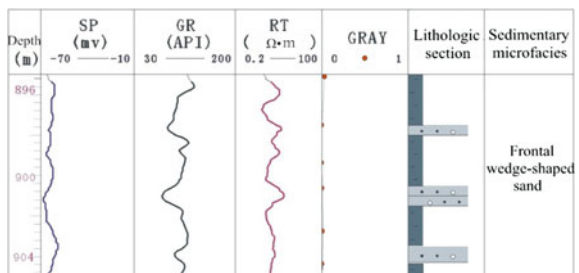 Depth
(m)
SP
(mv)
-70 -10
GR
(API)
30 200
RT
( Ω·m )
0.2 100
GRAY
0 1
Lithologic
section
Sedimentary
microfacies
896
900
904
Frontal
wedge-shaped
sand